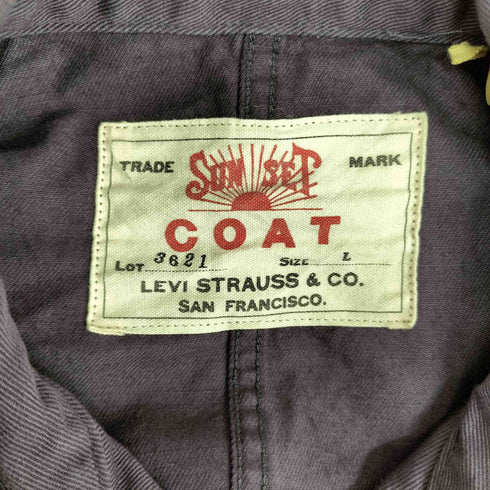 TRADE SUNSET MARK
COAT
LOT 3621 SIZE L
LEVI STRAUSS & CO.
SAN FRANCISCO.